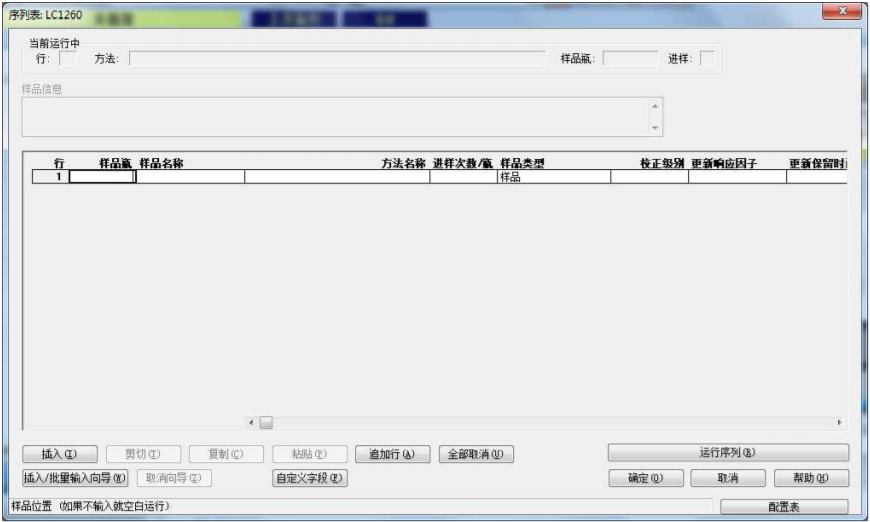 序列表: LC1260
当前运行中
行: 方法: 样品瓶: 进样:
样品信息
行 样品瓶 样品名称 方法名称 进样次数/瓶 样品类型 校正级别 更新响应因子 更新保留时
1 样品
插入(I) 剪切(T) 复制(C) 粘贴(P) 追加行(A) 全部取消(U) 运行序列(R)
插入/批量输入向导(W) 取消向导(Z) 自定义字段(F) 确定(O) 取消 帮助(H)
样品位置 (如果不输入就空白运行) 配置表